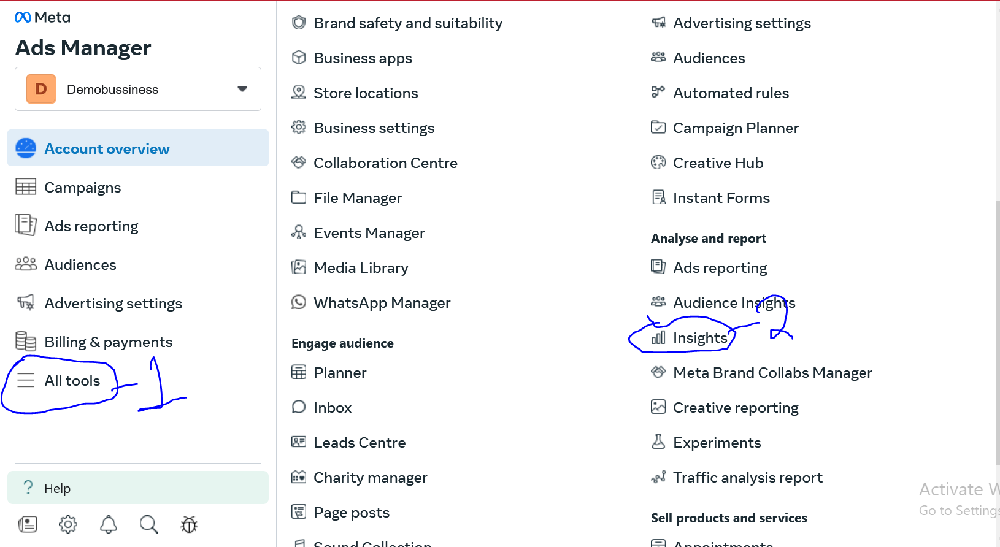 Meta
Ads Manager
D
Demobussiness
Account overview
Campaigns
Ads reporting
Audiences
Advertising settings
Billing & payments
All tools
1
Help
Brand safety and suitability
Business apps
Store locations
Business settings
Collaboration Centre
File Manager
Events Manager
Media Library
WhatsApp Manager
Engage audience
Planner
Inbox
Leads Centre
Charity manager
Page posts
Sound Collection
Advertising settings
Audiences
Automated rules
Campaign Planner
Creative Hub
Instant Forms
Analyse and report
Ads reporting
Audience Insights
Insights
2
Meta Brand Collabs Manager
Creative reporting
Experiments
Traffic analysis report
Sell products and services
Appointments
Activate W
Go to Settings